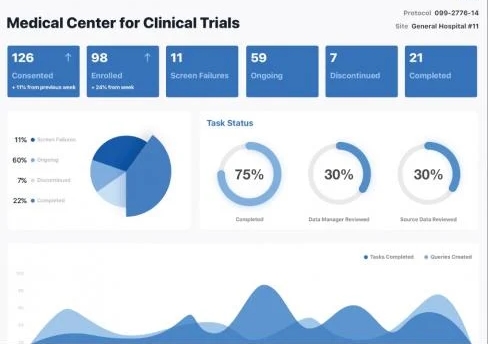 Medical Center for Clinical Trials
Protocol 099-2776-14
Site General Hospital #11
126 ↑
Consented
+ 11% from previous week
98 ↑
Enrolled
+ 24% from week
11
Screen Failures
59
Ongoing
7
Discontinued
21
Completed
11% Screen Failures
60% Ongoing
7% Discontinued
22% Completed
Task Status
75%
Completed
30%
Data Manager Reviewed
30%
Source Data Reviewed
Tasks Completed Queries Created